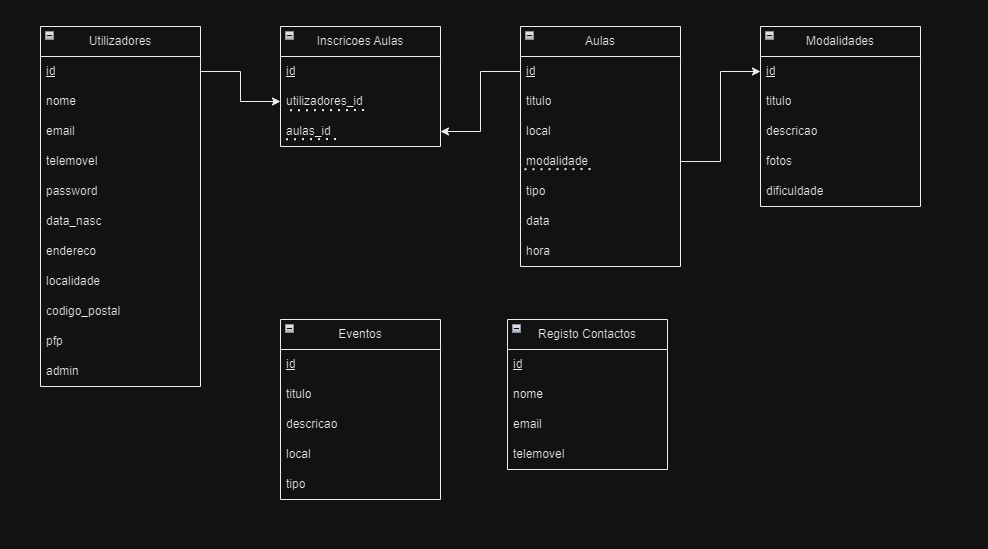 Utilizadores
id
nome
email
telemovel
password
data_nasc
endereco
localidade
codigo_postal
pfp
admin
Inscricoes Aulas
id
utilizadores_id
aulas_id
Aulas
id
titulo
local
modalidade
tipo
data
hora
Modalidades
id
titulo
descricao
fotos
dificuldade
Eventos
id
titulo
descricao
local
tipo
Registo Contactos
id
nome
email
telemovel